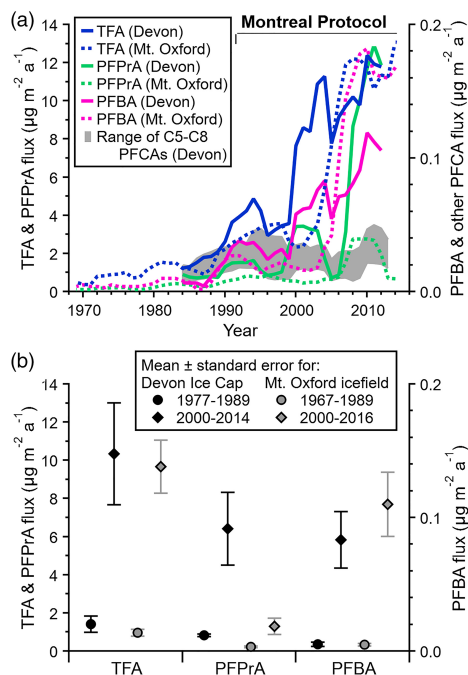 (a)
Montreal Protocol
TFA (Devon)
TFA (Mt. Oxford)
PFPrA (Devon)
PFPrA (Mt. Oxford)
PFBA (Devon)
PFBA (Mt. Oxford)
Range of C5-C8
PFCAs (Devon)
TFA & PFPrA flux (µg m⁻² a⁻¹)
14
12
10
8
6
4
2
0
PFBA & other PFCA flux (µg m⁻² a⁻¹)
0.2
0.1
0.0
1970 1980 1990 2000 2010
Year
(b)
Mean ± standard error for:
Devon Ice Cap Mt. Oxford icefield
1977-1989 1967-1989
2000-2014 2000-2016
TFA & PFPrA flux (µg m⁻² a⁻¹)
14
12
10
8
6
4
2
0
PFBA flux (µg m⁻² a⁻¹)
0.2
0.1
0.0
TFA PFPrA PFBA